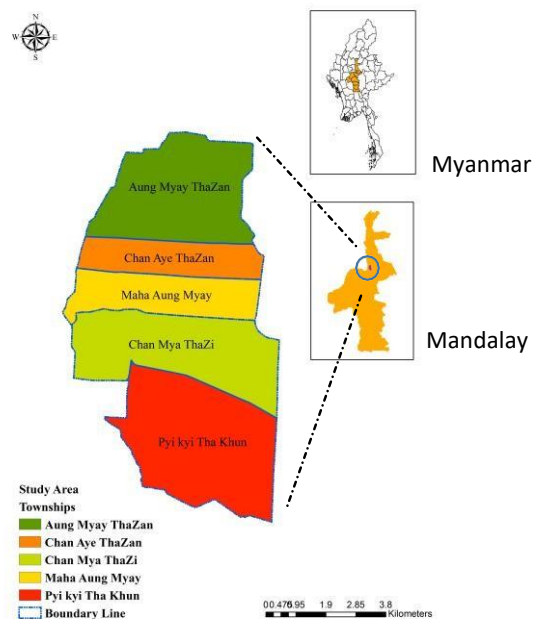 N
W E
S
Myanmar
Mandalay
Aung Myay ThaZan
Chan Aye ThaZan
Maha Aung Myay
Chan Mya ThaZi
Pyi kyi Tha Khun
Study Area
Townships
Aung Myay ThaZan
Chan Aye ThaZan
Chan Mya ThaZi
Maha Aung Myay
Pyi kyi Tha Khun
Boundary Line
0 0.475 0.95 1.9 2.85 3.8
Kilometers